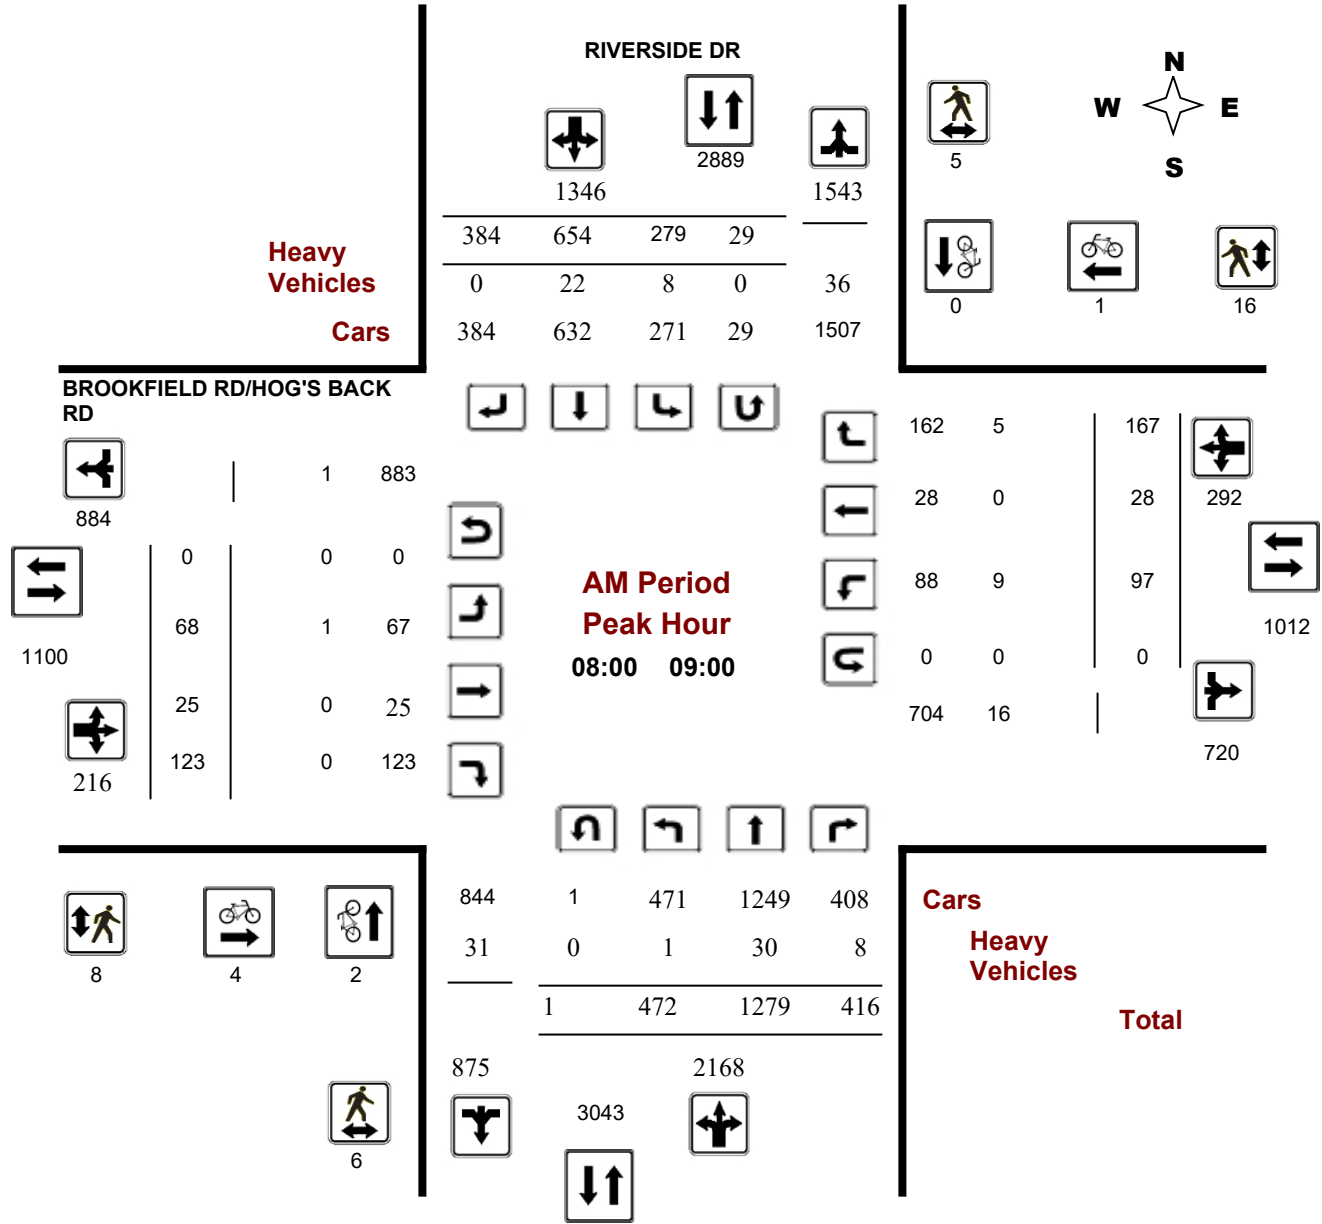 RIVERSIDE DR
N
W E
S
2889
5
1346 1543
384 654 279 29
Heavy
Vehicles
0 22 8 0 36
0 1 16
Cars 384 632 271 29 1507
BROOKFIELD RD/HOG'S BACK
RD
162 5 167
1 883
28 0 28 292
884
0 0 0
AM Period
88 9 97
Peak Hour
68 1 67
1012
1100
08:00 09:00
0 0 0
25 0 25
704 16
720
123 0 123
216
844 1 471 1249 408 Cars
31 0 1 30 8 Heavy
Vehicles
8 4 2
1 472 1279 416 Total
875 2168
3043
6